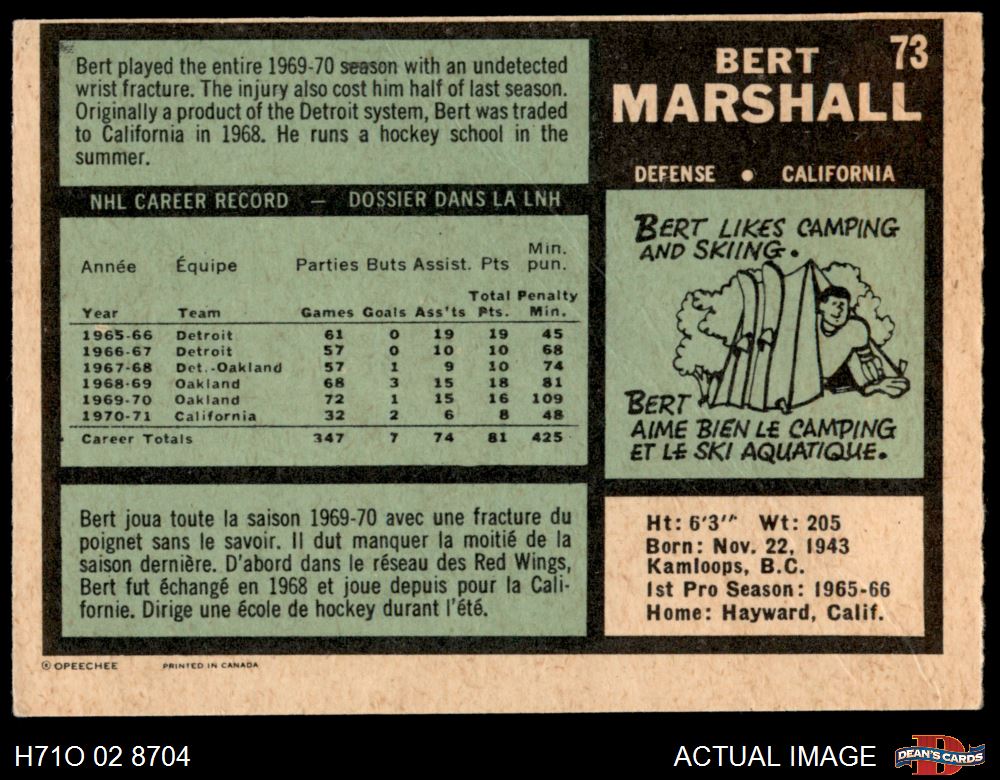 Bert played the entire 1969-70 season with an undetected
wrist fracture. The injury also cost him half of last season.
Originally a product of the Detroit system, Bert was traded
to California in 1968. He runs a hockey school in the
summer.
NHL CAREER RECORD — DOSSIER DANS LA LNH
Année Équipe Parties Buts Assist. Pts Min. pun.
Year Team Games Goals Ass'ts Total Pts. Penalty Min.
1965-66 Detroit 61 0 19 19 45
1966-67 Detroit 57 0 10 10 68
1967-68 Det.-Oakland 57 1 9 10 74
1968-69 Oakland 68 3 15 18 81
1969-70 Oakland 72 1 15 16 109
1970-71 California 32 2 6 8 48
Career Totals 347 7 74 81 425
Bert joua toute la saison 1969-70 avec une fracture du
poignet sans le savoir. Il dut manquer la moitié de la
saison dernière. D'abord dans le réseau des Red Wings,
Bert fut échangé en 1968 et joue depuis pour la Cali-
fornie. Dirige une école de hockey durant l'été.
© OPEECHEE PRINTED IN CANADA
73
BERT
MARSHALL
DEFENSE • CALIFORNIA
BERT LIKES CAMPING
AND SKIING.
BERT
AIME BIEN LE CAMPING
ET LE SKI AQUATIQUE.
Ht: 6'3'" Wt: 205
Born: Nov. 22, 1943
Kamloops, B.C.
1st Pro Season: 1965-66
Home: Hayward, Calif.
H71O 02 8704
ACTUAL IMAGE
D
DEAN'S CARDS